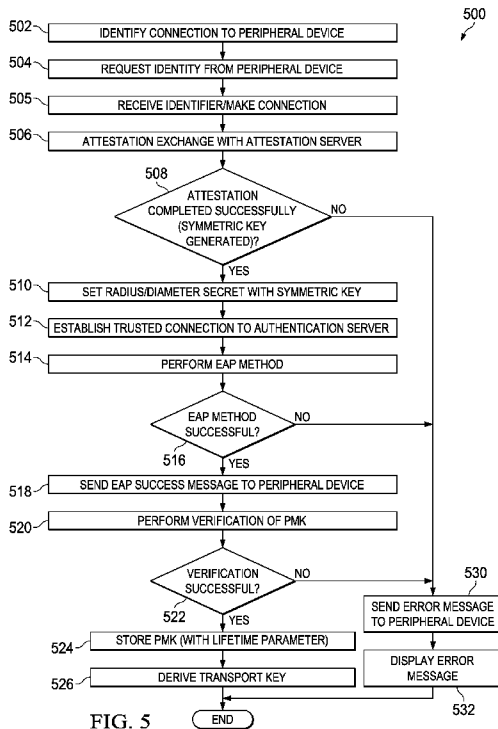 500
502
IDENTIFY CONNECTION TO PERIPHERAL DEVICE
504
REQUEST IDENTITY FROM PERIPHERAL DEVICE
505
RECEIVE IDENTIFIER/MAKE CONNECTION
506
ATTESTATION EXCHANGE WITH ATTESTATION SERVER
508
ATTESTATION
COMPLETED SUCCESSFULLY
(SYMMETRIC KEY
GENERATED)?
NO
YES
510
SET RADIUS/DIAMETER SECRET WITH SYMMETRIC KEY
512
ESTABLISH TRUSTED CONNECTION TO AUTHENTICATION SERVER
514
PERFORM EAP METHOD
EAP METHOD
SUCCESSFUL?
NO
516
YES
518
SEND EAP SUCCESS MESSAGE TO PERIPHERAL DEVICE
520
PERFORM VERIFICATION OF PMK
VERIFICATION
SUCCESSFUL?
NO
522
YES
530
SEND ERROR MESSAGE
TO PERIPHERAL DEVICE
524
STORE PMK (WITH LIFETIME PARAMETER)
526
DERIVE TRANSPORT KEY
DISPLAY ERROR
MESSAGE
532
FIG. 5
END